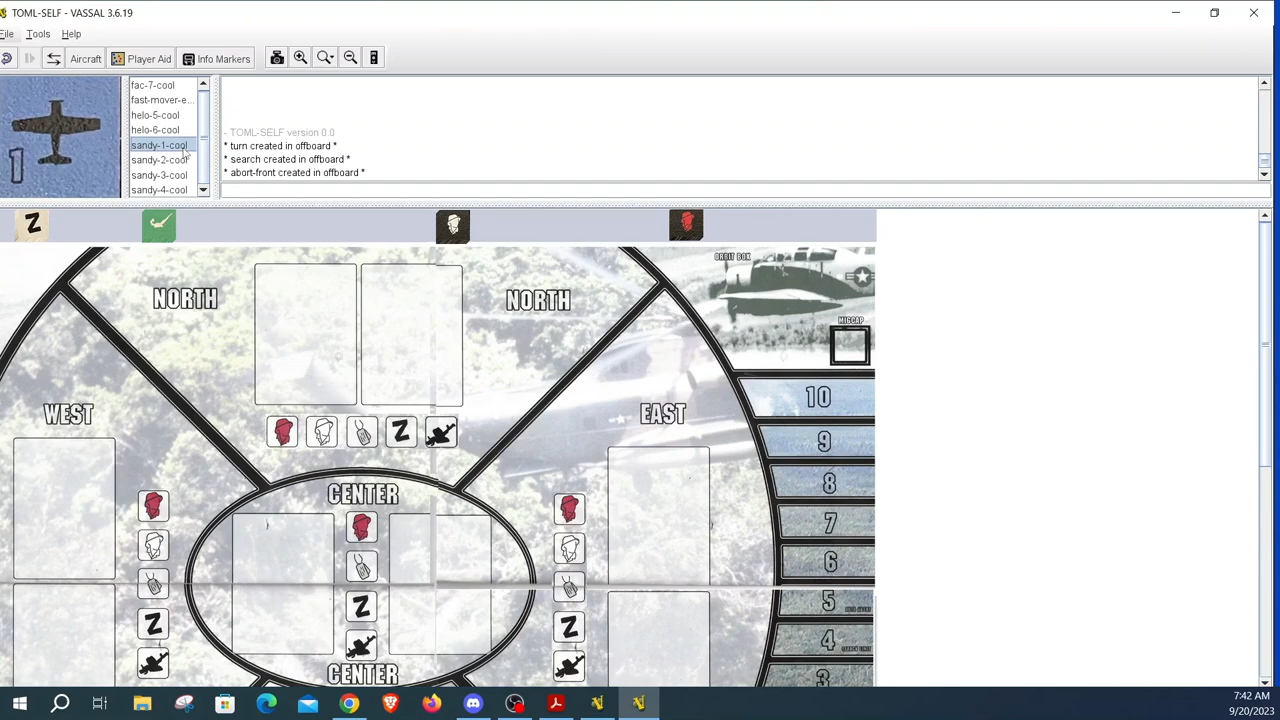 TOML-SELF - VASSAL 3.6.19
File Tools Help
Aircraft Player Aid Info Markers
fac-7-cool
fast-mover-e...
helo-5-cool
helo-6-cool
sandy-1-cool
sandy-2-cool
sandy-3-cool
sandy-4-cool
1
- TOML-SELF version 0.0
* turn created in offboard *
* search created in offboard *
* abort-front created in offboard *
Z
NORTH NORTH
ORBIT BOX
MIGCAP
WEST
EAST
Z
CENTER
Z
Z
Z
CENTER
10
9
8
7
6
5
4
3
7:42 AM
9/20/2023